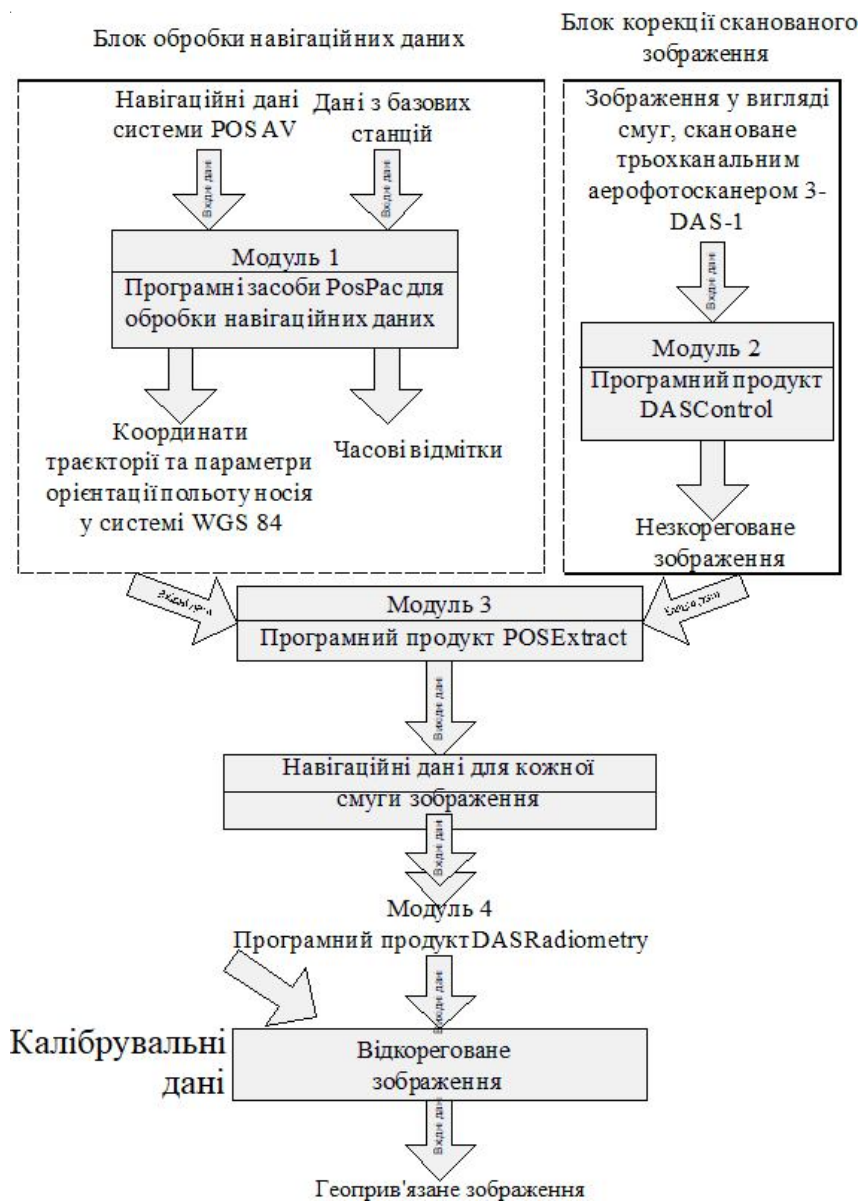 Блок обробки навігаційних даних
Блок корекції сканованого
зображення
Навігаційні дані
системи POS AV
Дані з базових
станцій
Вхідні дані
Вхідні дані
Модуль 1
Програмні засоби PosPac для
обробки навігаційних даних
Координати
траєкторії та параметри
орієнтації польоту носія
у системі WGS 84
Часові відмітки
Зображення у вигляді
смуг, скановане
трьохканальним
аерофотосканером 3-
DAS-1
Вхідні дані
Модуль 2
Програмний продукт
DASControl
Незкореговане
зображення
Вхідні дані
Вхідні дані
Модуль 3
Програмний продукт POSExtract
Вихідні дані
Навігаційні дані для кожної
смуги зображення
Вхідні дані
Модуль 4
Програмний продукт DASRadiometry
Вихідні дані
Калібрувальні
дані
Відкореговане
зображення
Вхідні дані
Геоприв'язане зображення